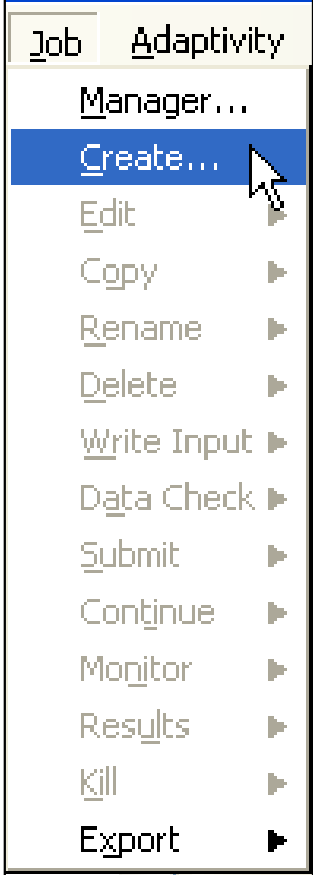 Job Adaptivity
Manager...
Create...
Edit
Copy
Rename
Delete
Write Input
Data Check
Submit
Continue
Monitor
Results
Kill
Export